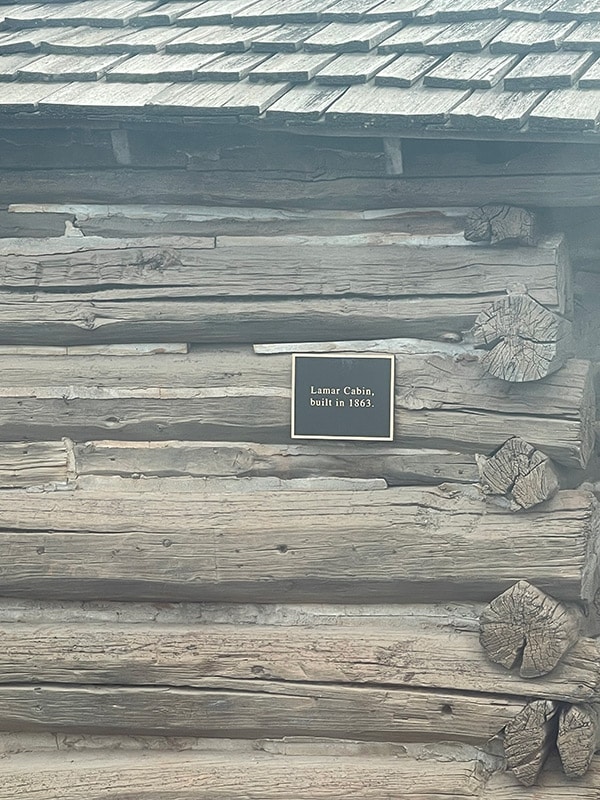 Lamar Cabin,
built in 1863.